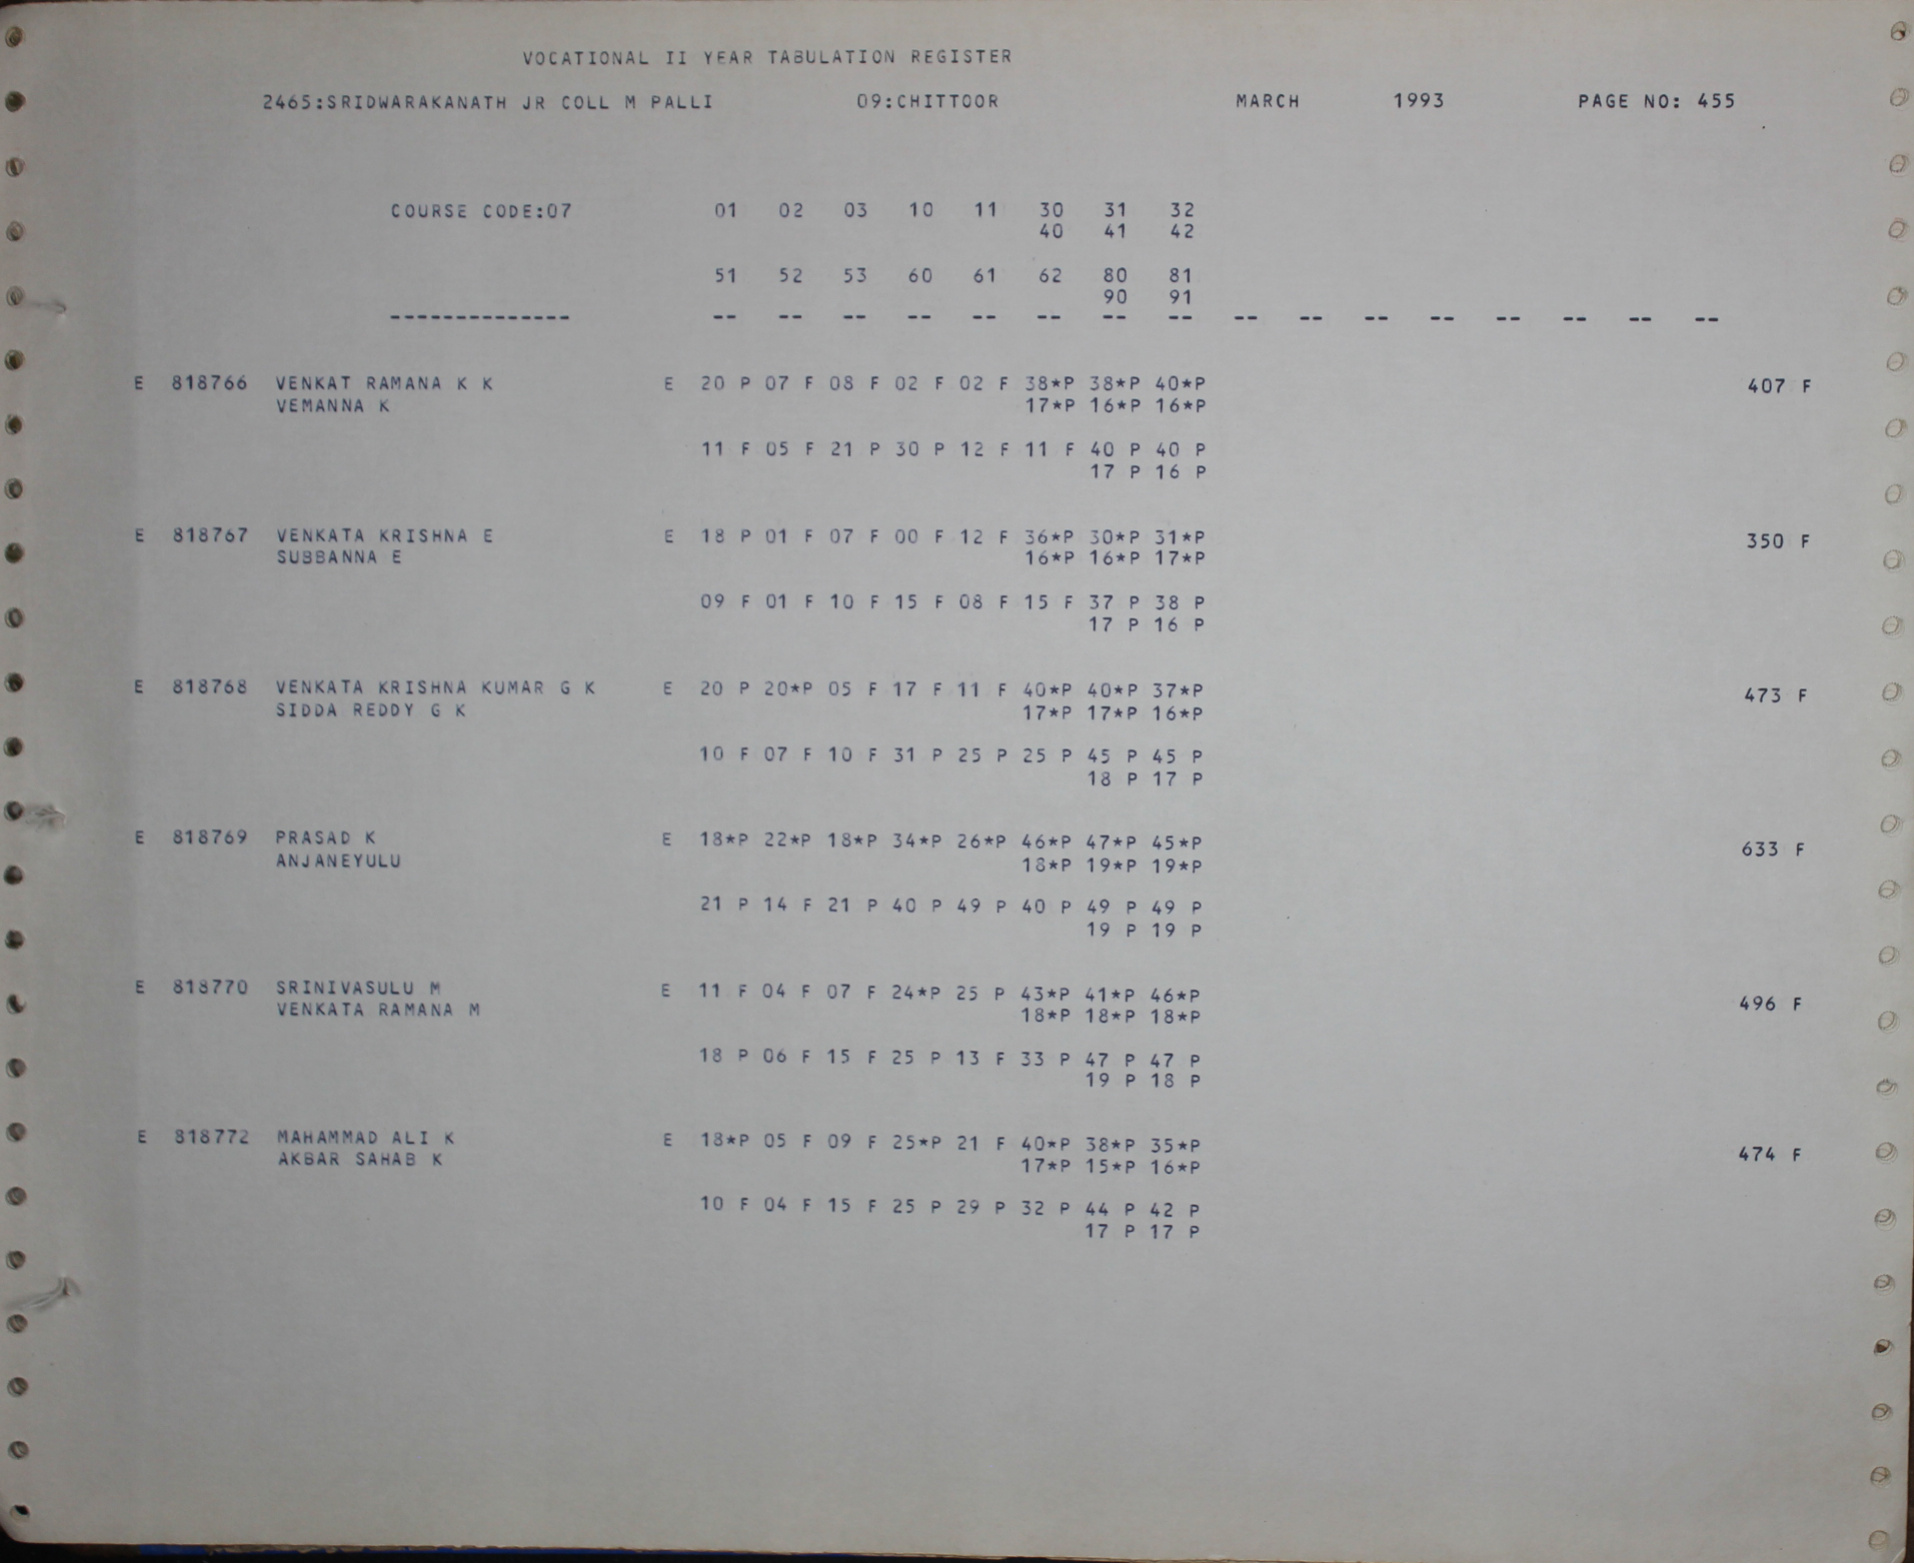 VOCATIONAL II YEAR TABULATION REGISTER
2465:SRIDWARAKANATH JR COLL M PALLI 09:CHITTOOR MARCH 1993 PAGE NO: 455
COURSE CODE:07 01 02 03 10 11 30 31 32
40 41 42
51 52 53 60 61 62 80 81
90 91
-------------- -- -- -- -- -- -- -- -- -- -- -- -- -- -- -- --
E 818766 VENKAT RAMANA K K E 20 P 07 F 08 F 02 F 02 F 38*P 38*P 40*P 407 F
VEMANNA K 17*P 16*P 16*P
11 F 05 F 21 P 30 P 12 F 11 F 40 P 40 P
17 P 16 P
E 818767 VENKATA KRISHNA E E 18 P 01 F 07 F 00 F 12 F 36*P 30*P 31*P 350 F
SUBBANNA E 16*P 16*P 17*P
09 F 01 F 10 F 15 F 08 F 15 F 37 P 38 P
17 P 16 P
E 818768 VENKATA KRISHNA KUMAR G K E 20 P 20*P 05 F 17 F 11 F 40*P 40*P 37*P 473 F
SIDDA REDDY G K 17*P 17*P 16*P
10 F 07 F 10 F 31 P 25 P 25 P 45 P 45 P
18 P 17 P
E 818769 PRASAD K E 18*P 22*P 18*P 34*P 26*P 46*P 47*P 45*P 633 F
ANJANEYULU 18*P 19*P 19*P
21 P 14 F 21 P 40 P 49 P 40 P 49 P 49 P
19 P 19 P
E 818770 SRINIVASULU M E 11 F 04 F 07 F 24*P 25 P 43*P 41*P 46*P 496 F
VENKATA RAMANA M 18*P 18*P 18*P
18 P 06 F 15 F 25 P 13 F 33 P 47 P 47 P
19 P 18 P
E 818772 MAHAMMAD ALI K E 18*P 05 F 09 F 25*P 21 F 40*P 38*P 35*P 474 F
AKBAR SAHAB K 17*P 15*P 16*P
10 F 04 F 15 F 25 P 29 P 32 P 44 P 42 P
17 P 17 P